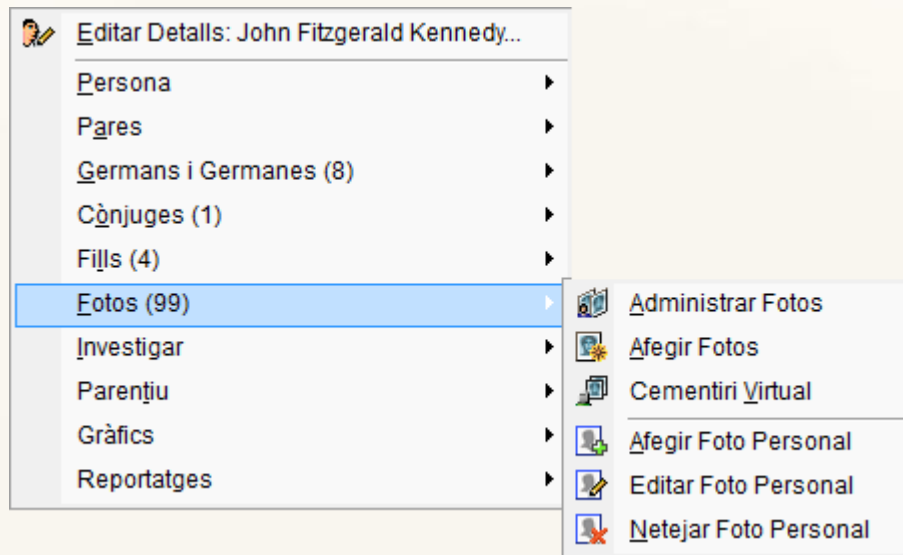 Editar Detalls: John Fitzgerald Kennedy...
Persona
Pares
Germans i Germanes (8)
Cònjuges (1)
Fills (4)
Fotos (99)
Investigar
Parenţiu
Gràfics
Reportatges
Administrar Fotos
Afegir Fotos
Cementiri Virtual
Afegir Foto Personal
Editar Foto Personal
Netejar Foto Personal